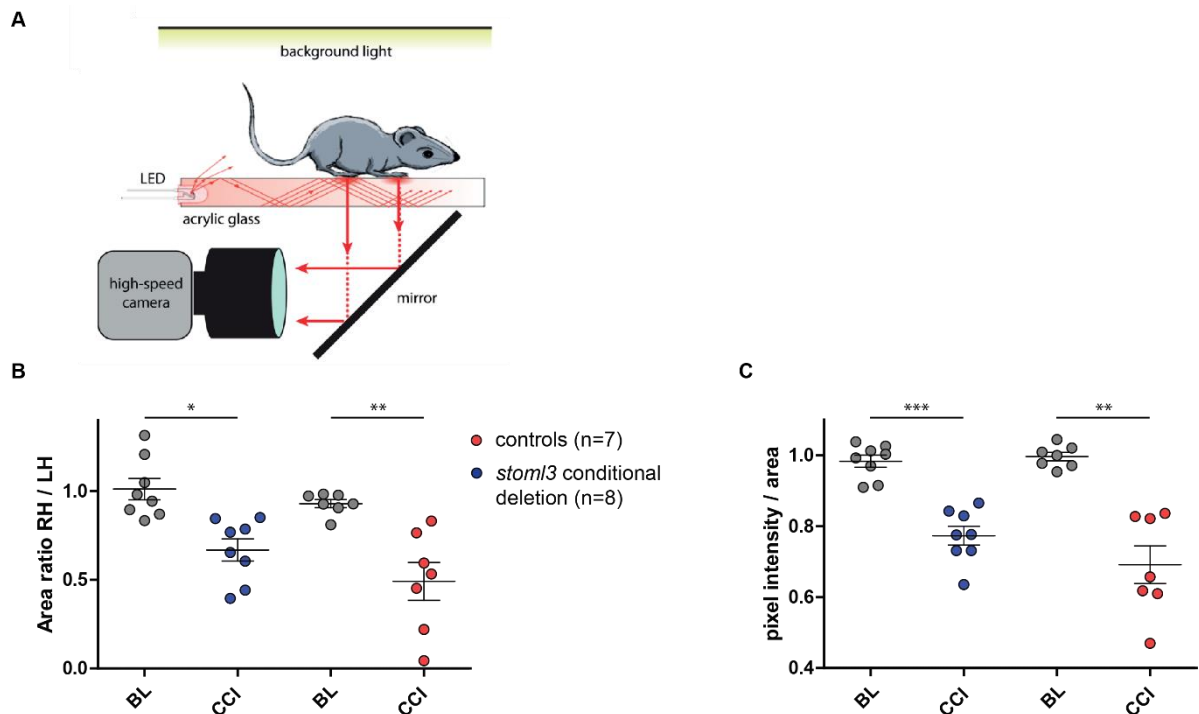 A
background light
LED
acrylic glass
high-speed
camera
mirror
B
*
**
Area ratio RH / LH
1.0
0.5
0.0
BL
CCI
BL
CCI
controls (n=7)
stoml3 conditional
deletion (n=8)
C
***
**
pixel intensity / area
1.0
0.8
0.6
0.4
BL
CCI
BL
CCI